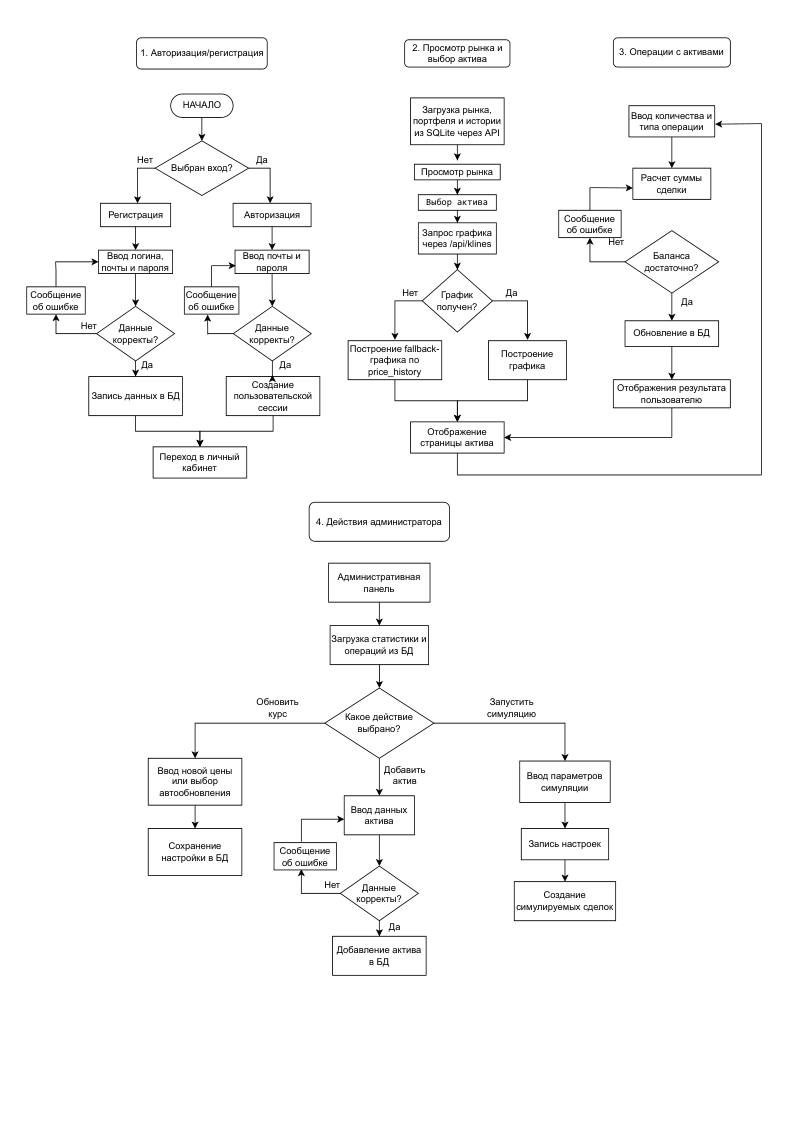 1. Авторизация/регистрация
НАЧАЛО
Выбран вход?
Нет
Да
Регистрация
Авторизация
Ввод логина,
почты и пароля
Ввод почты и
пароля
Сообщение
об ошибке
Сообщение
об ошибке
Нет
Данные
корректы?
Данные
корректы?
Да
Да
Запись данных в БД
Создание
пользовательской
сессии
Переход в личный
кабинет
2. Просмотр рынка и
выбор актива
Загрузка рынка,
портфеля и истории
из SQLite через API
Просмотр рынка
Выбор актива
Запрос графика
через /api/klines
График
получен?
Нет
Да
Построение fallback-
графика по
price_history
Построение
графика
Отображение
страницы актива
3. Операции с активами
Ввод количества и
типа операции
Расчет суммы
сделки
Сообщение
об ошибке
Нет
Баланса
достаточно?
Да
Обновление в БД
Отображения результата
пользователю
4. Действия администратора
Административная
панель
Загрузка статистики и
операций из БД
Какое действие
выбрано?
Обновить
курс
Запустить
симуляцию
Добавить
актив
Ввод новой цены
или выбор
автообновления
Сохранение
настройки в БД
Ввод данных
актива
Сообщение
об ошибке
Нет
Данные
корректы?
Да
Добавление актива
в БД
Ввод параметров
симуляции
Запись настроек
Создание
симулируемых сделок